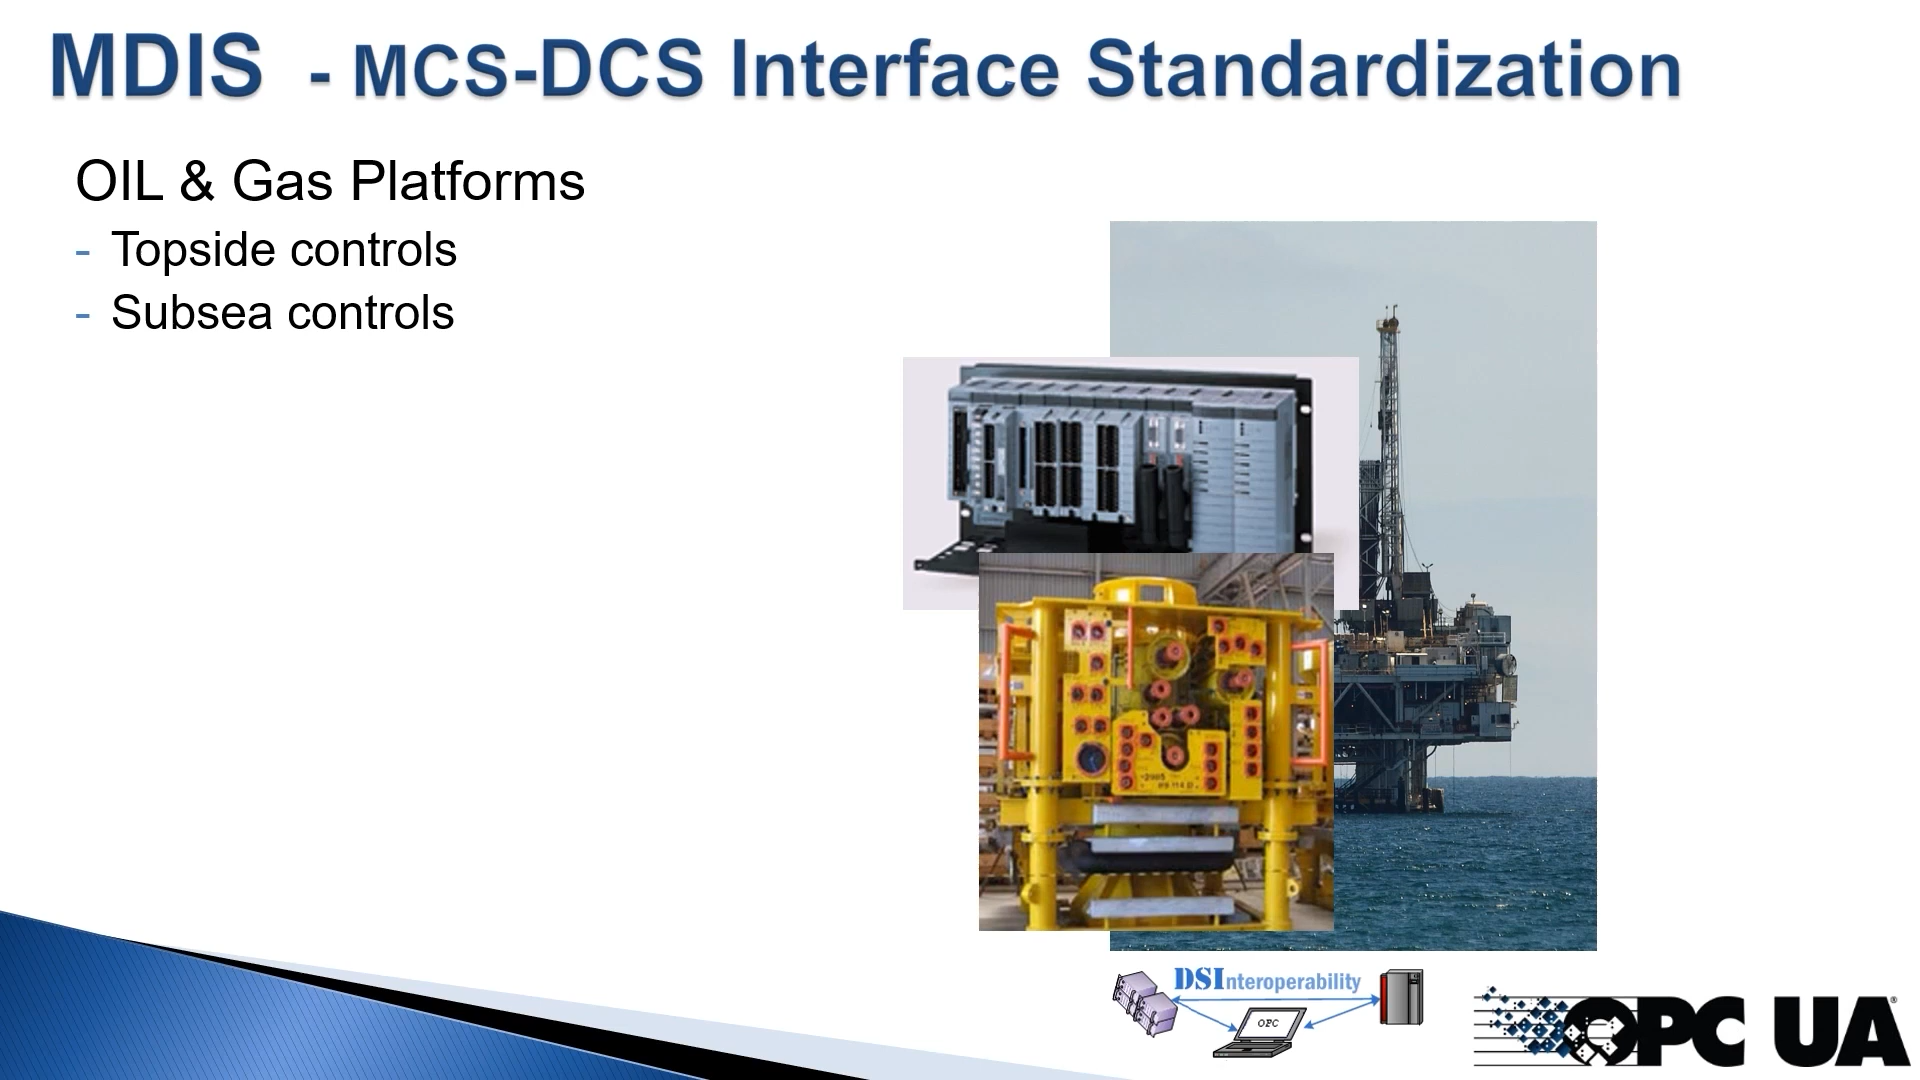 MDIS - MCS-DCS Interface Standardization
OIL & Gas Platforms
- Topside controls
- Subsea controls
DSInteroperability
OPC
OPC UA®